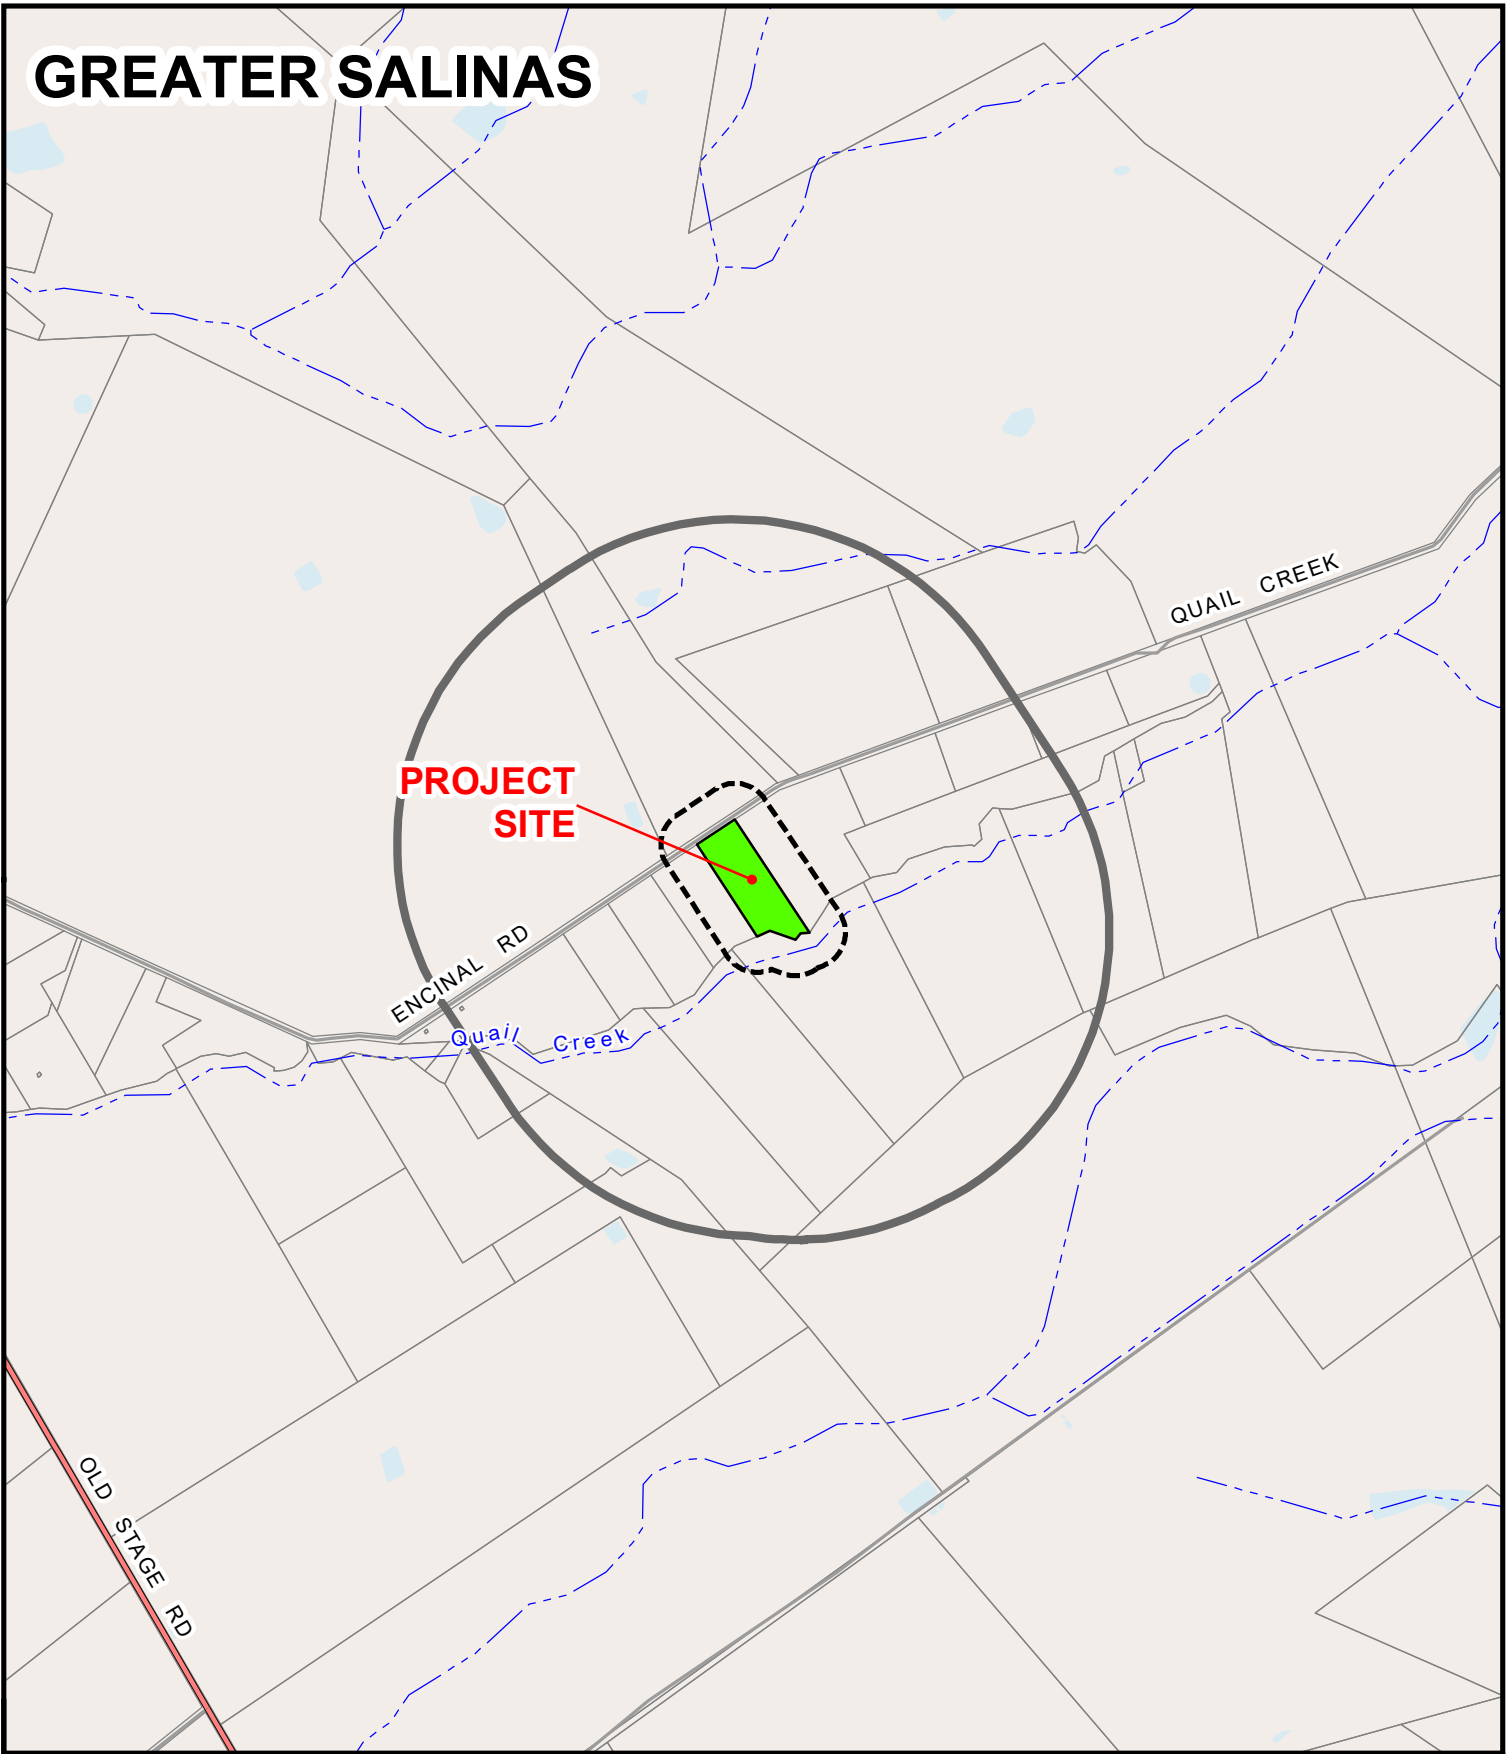 GREATER SALINAS
QUAIL CREEK
PROJECT
SITE
ENCINAL RD
Quail Creek
OLD STAGE RD